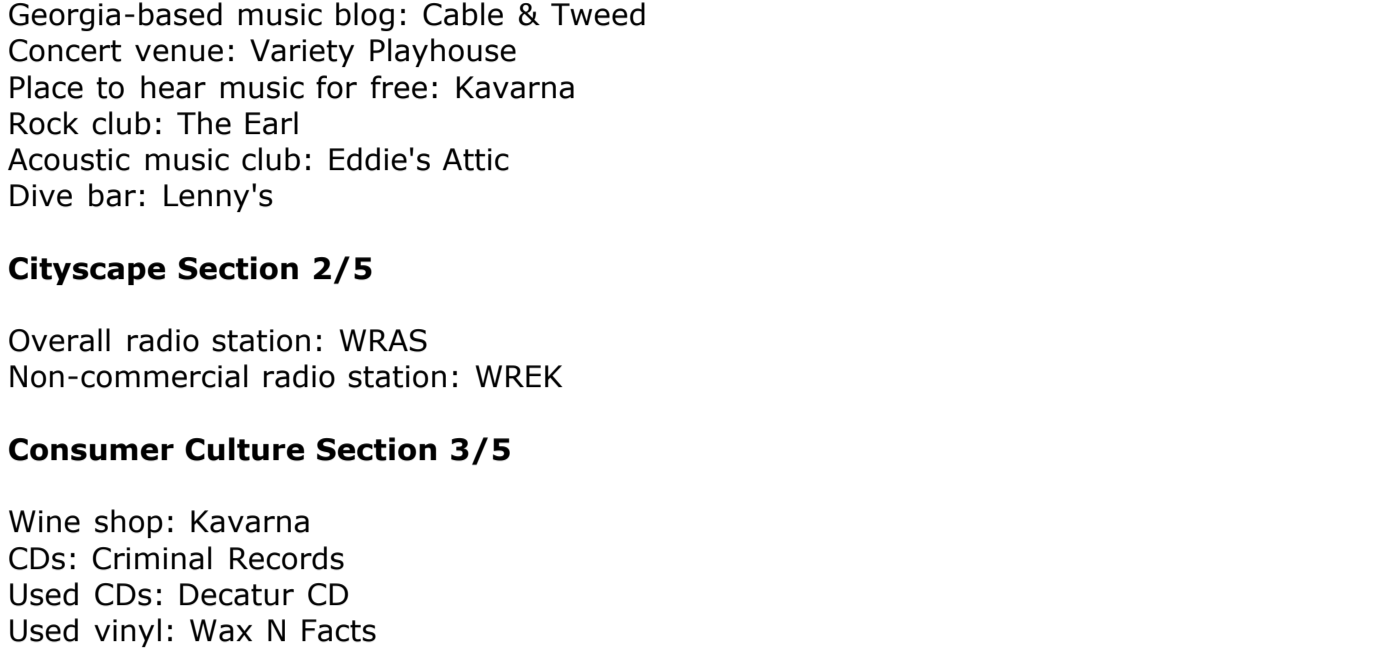 Georgia-based music blog: Cable & Tweed
Concert venue: Variety Playhouse
Place to hear music for free: Kavarna
Rock club: The Earl
Acoustic music club: Eddie's Attic
Dive bar: Lenny's
Cityscape Section 2/5
Overall radio station: WRAS
Non-commercial radio station: WREK
Consumer Culture Section 3/5
Wine shop: Kavarna
CDs: Criminal Records
Used CDs: Decatur CD
Used vinyl: Wax N Facts